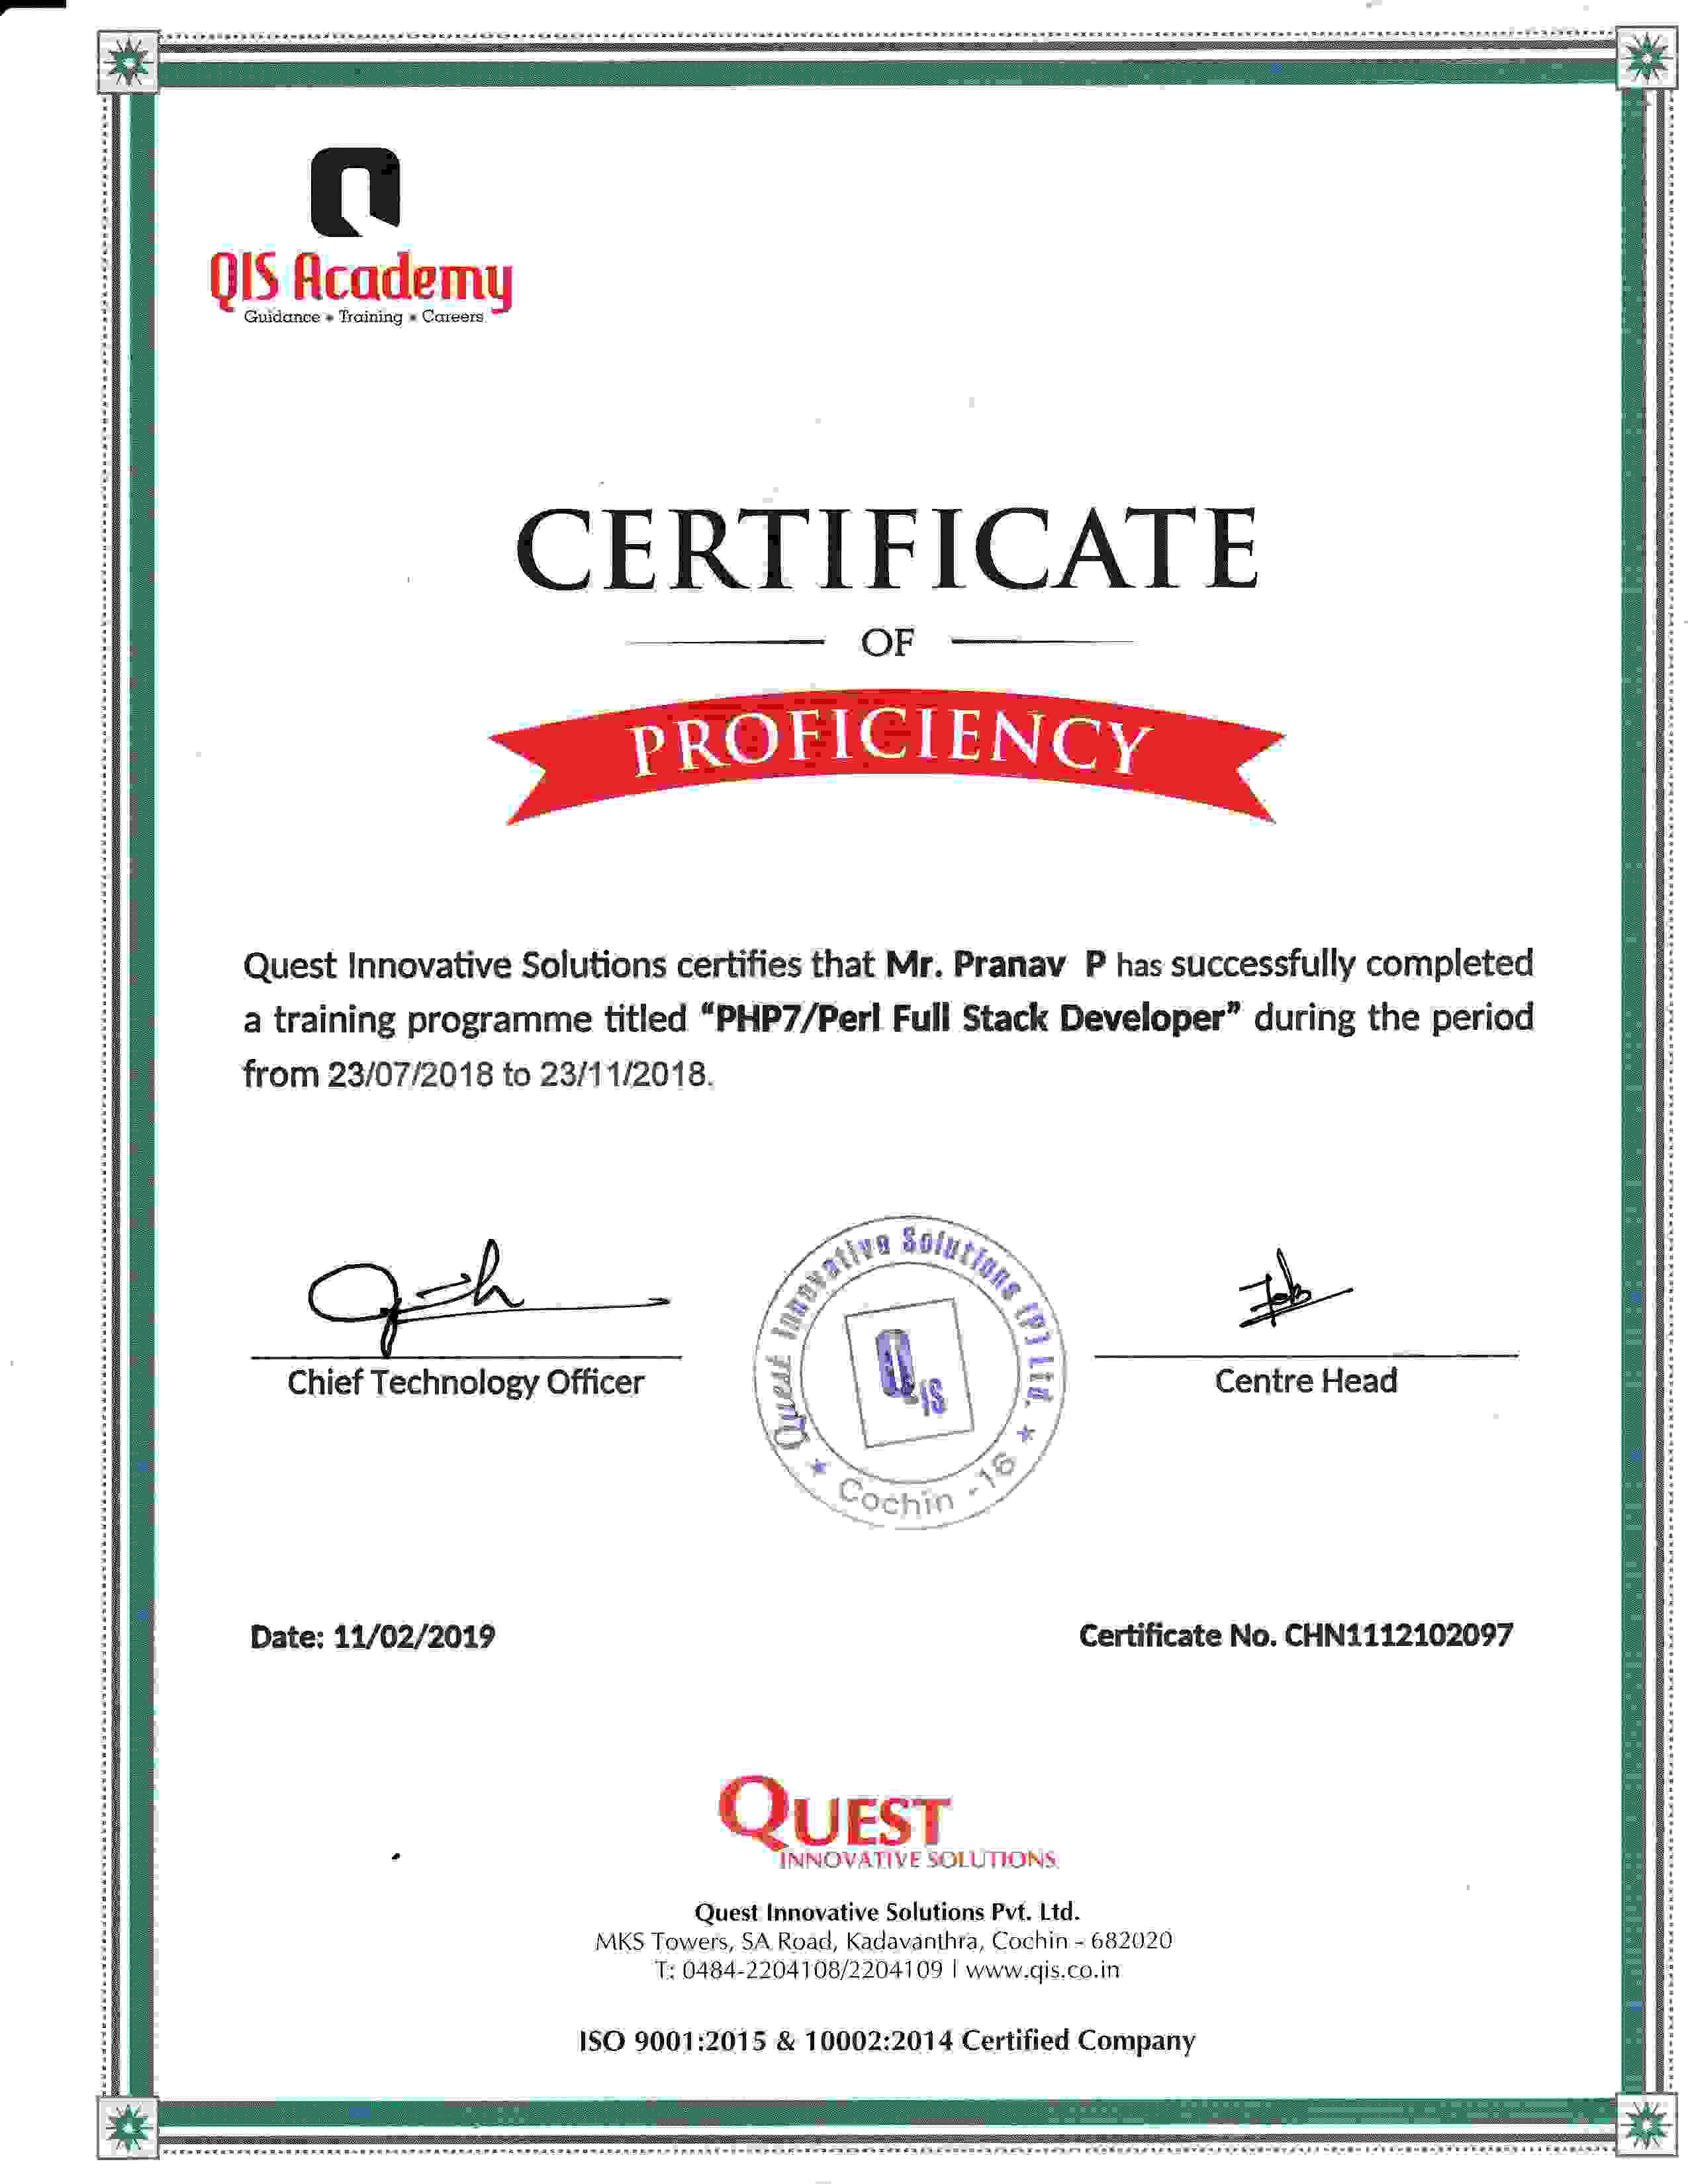 QIS Academy
Guidance • Training • Careers
CERTIFICATE
OF
PROFICIENCY
Quest Innovative Solutions certifies that Mr. Pranav P has successfully completed
a training programme titled “PHP7/Perl Full Stack Developer” during the period
from 23/07/2018 to 23/11/2018.
Chief Technology Officer
Quest Innovative Solutions (P) Ltd.
QIS
★ Cochin - 16 ★
Centre Head
Date: 11/02/2019
Certificate No. CHN1112102097
QUEST
INNOVATIVE SOLUTIONS
Quest Innovative Solutions Pvt. Ltd.
MKS Towers, SA Road, Kadavanthra, Cochin - 682020
T: 0484-2204108/2204109 | www.qis.co.in
ISO 9001:2015 & 10002:2014 Certified Company